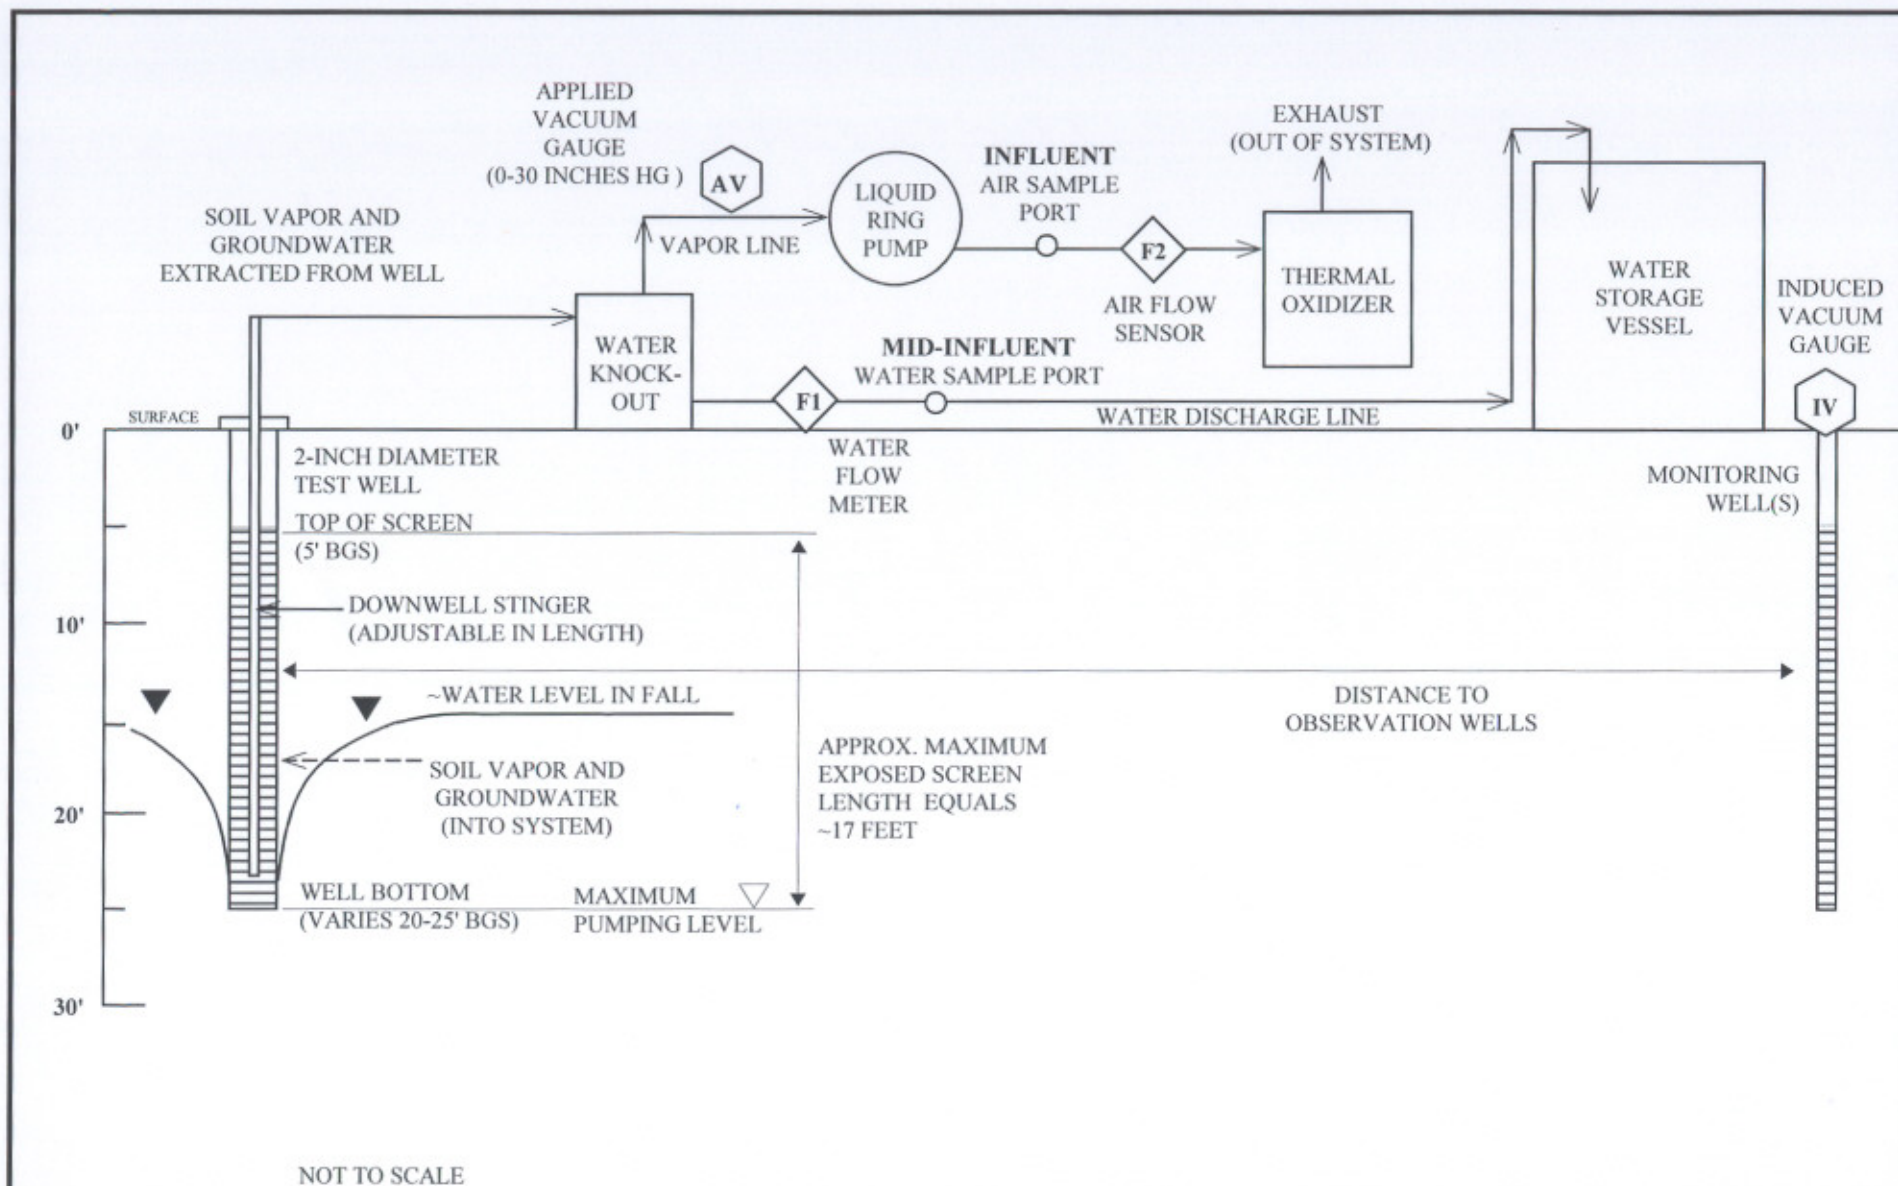 APPLIED
VACUUM
GAUGE
(0-30 INCHES HG )
AV
SOIL VAPOR AND
GROUNDWATER
EXTRACTED FROM WELL
VAPOR LINE
LIQUID
RING
PUMP
INFLUENT
AIR SAMPLE
PORT
F2
AIR FLOW
SENSOR
EXHAUST
(OUT OF SYSTEM)
THERMAL
OXIDIZER
WATER
STORAGE
VESSEL
INDUCED
VACUUM
GAUGE
IV
WATER
KNOCK-
OUT
F1
MID-INFLUENT
WATER SAMPLE PORT
WATER DISCHARGE LINE
WATER
FLOW
METER
SURFACE
0'
2-INCH DIAMETER
TEST WELL
MONITORING
WELL(S)
TOP OF SCREEN
(5' BGS)
DOWNWELL STINGER
(ADJUSTABLE IN LENGTH)
10'
~WATER LEVEL IN FALL
DISTANCE TO
OBSERVATION WELLS
SOIL VAPOR AND
GROUNDWATER
(INTO SYSTEM)
APPROX. MAXIMUM
EXPOSED SCREEN
LENGTH EQUALS
~17 FEET
20'
WELL BOTTOM
(VARIES 20-25' BGS)
MAXIMUM
PUMPING LEVEL
30'
NOT TO SCALE